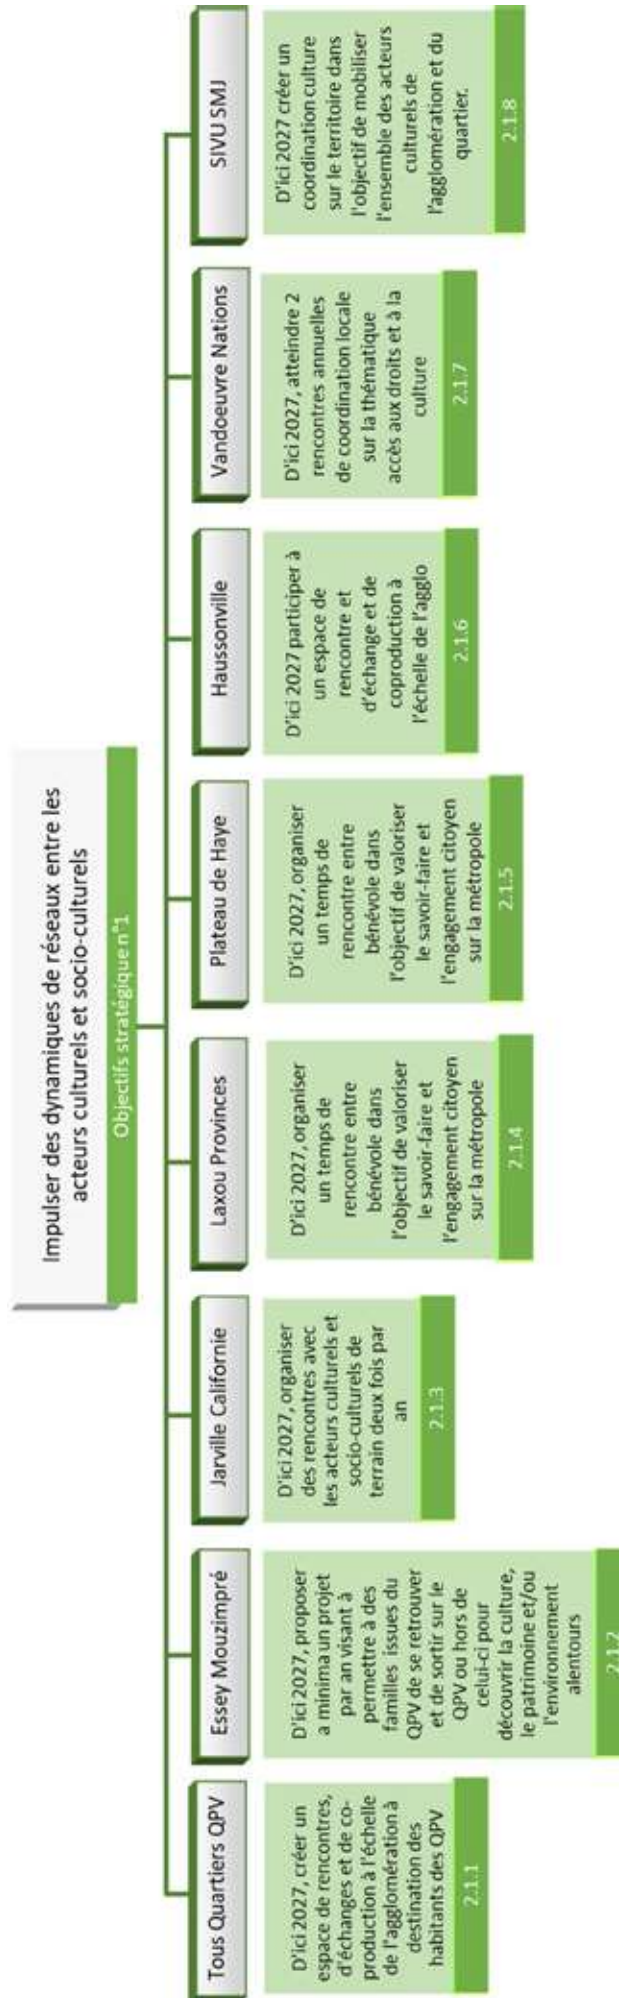 Impulser des dynamiques de réseaux entre les
acteurs culturels et socio-culturels
Objectifs stratégique n°1
Tous Quartiers QPV
D'ici 2027, créer un
espace de rencontres,
d'échanges et de co-
production à l'échelle
de l'agglomération à
destination des
habitants des QPV
2.1.1
Essey Mouzimpré
D'ici 2027, proposer
a minima un projet
par an visant à
permettre à des
familles issues du
QPV de se retrouver
et de sortir sur le
QPV ou hors de
celui-ci pour
découvrir la culture,
le patrimoine et/ou
l'environnement
alentours
2.1.2
Jarville Californie
D'ici 2027, organiser
des rencontres avec
les acteurs culturels et
socio-culturels de
terrain deux fois par
an
2.1.3
Laxou Provinces
D'ici 2027, organiser
un temps de
rencontre entre
bénévole dans
l'objectif de valoriser
le savoir-faire et
l'engagement citoyen
sur la métropole
2.1.4
Plateau de Haye
D'ici 2027, organiser
un temps de
rencontre entre
bénévole dans
l'objectif de valoriser
le savoir-faire et
l'engagement citoyen
sur la métropole
2.1.5
Haussonville
D'ici 2027 participer à
un espace de
rencontre et
d'échange et de
coproduction à
l'échelle de l'agglo
2.1.6
Vandoeuvre Nations
D'ici 2027, atteindre 2
rencontres annuelles
de coordination locale
sur la thématique
accès aux droits et à la
culture
2.1.7
SIVU SMJ
D'ici 2027 créer un
coordination culture
sur le territoire dans
l'objectif de mobiliser
l'ensemble des acteurs
culturels de
l'agglomération et du
quartier.
2.1.8